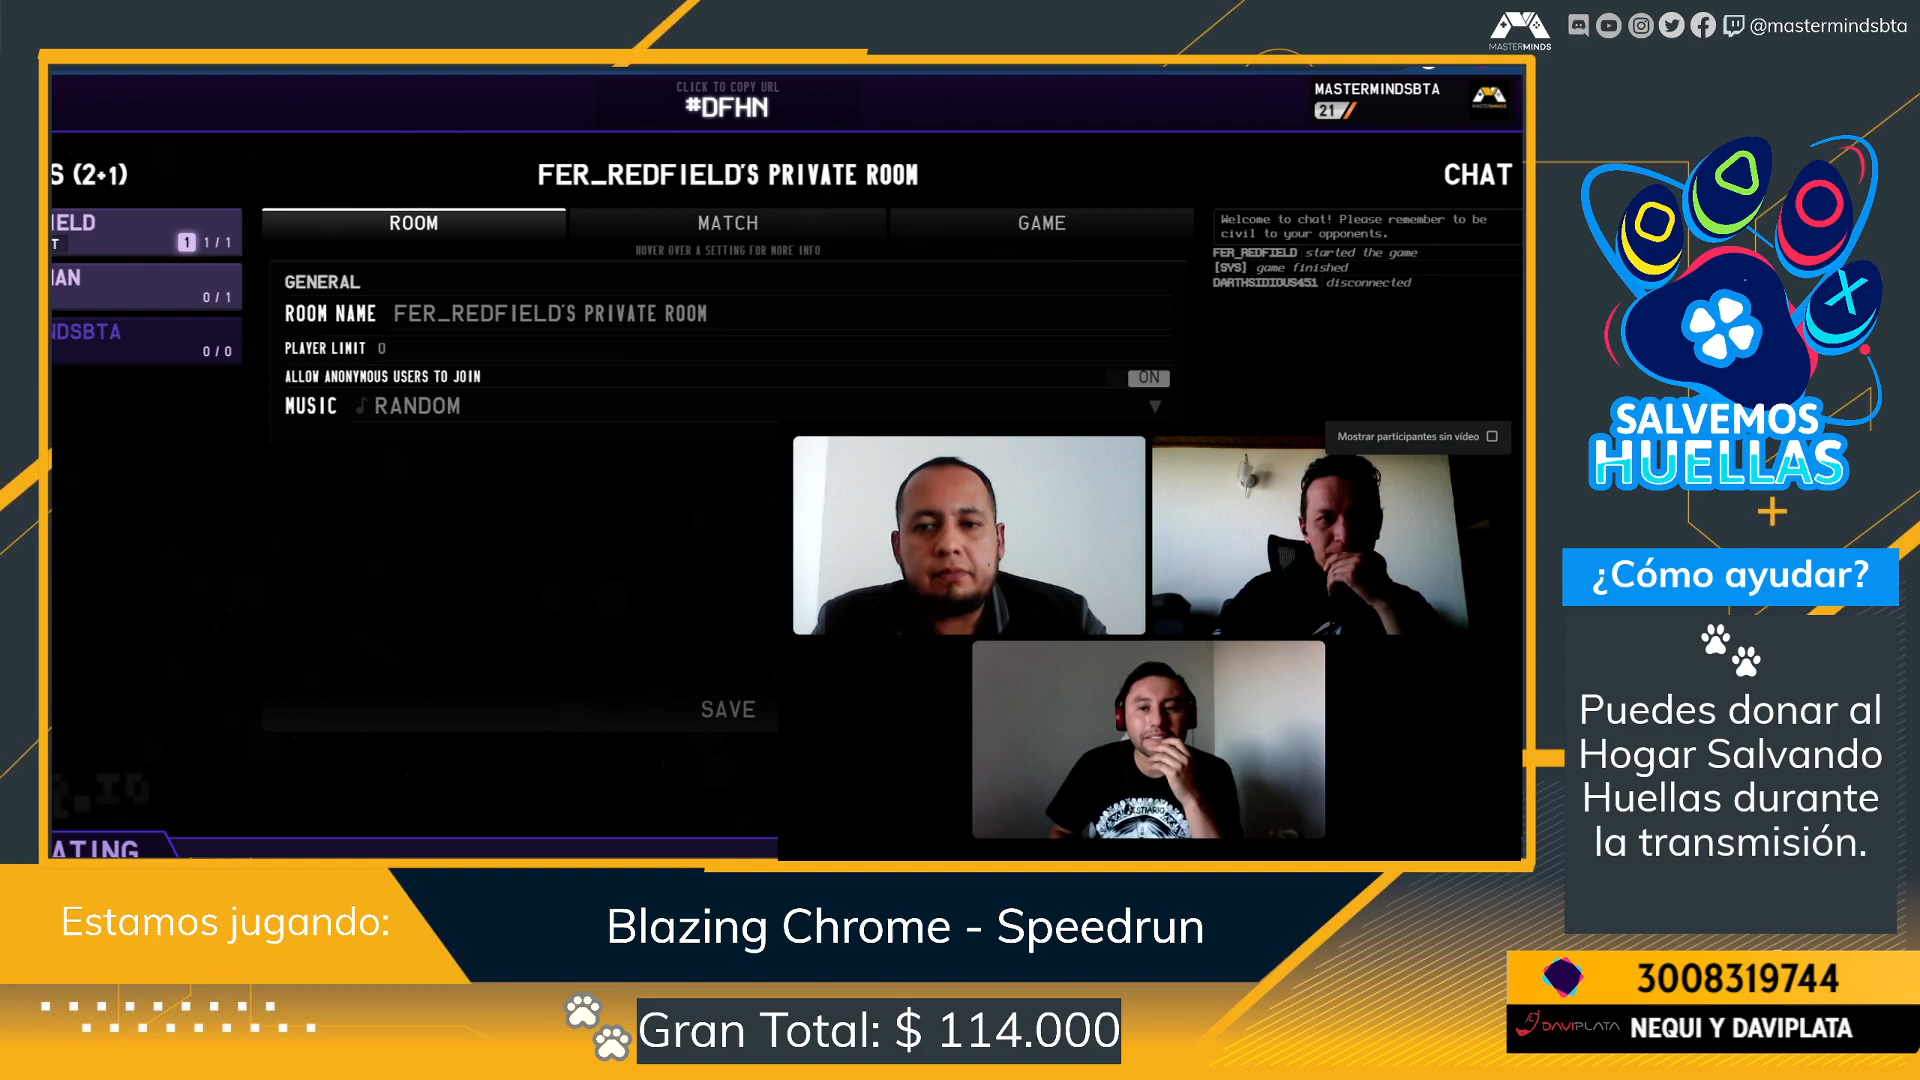 MASTERMINDS
@mastermindsbta
CLICK TO COPY URL
#DFHN
MASTERMINDSBTA
21
S (2+1)
FER_REDFIELD'S PRIVATE ROOM
CHAT
IELD
T
1 1 / 1
IAN
0 / 1
NDSBTA
0 / 0
ROOM
MATCH
GAME
HOVER OVER A SETTING FOR MORE INFO
GENERAL
ROOM NAME FER_REDFIELD'S PRIVATE ROOM
PLAYER LIMIT 0
ALLOW ANONYMOUS USERS TO JOIN ON
MUSIC ♪ RANDOM
SAVE
Welcome to chat! Please remember to be
civil to your opponents.
FER_REDFIELD started the game
[SYS] game finished
DARTHSIDIOUS451 disconnected
Mostrar participantes sin vídeo
BESTIARIO
R.IO
ATING
SALVEMOS
HUELLAS
¿Cómo ayudar?
Puedes donar al
Hogar Salvando
Huellas durante
la transmisión.
3008319744
DAVIPLATA NEQUI Y DAVIPLATA
Estamos jugando:
Blazing Chrome - Speedrun
Gran Total: $ 114.000